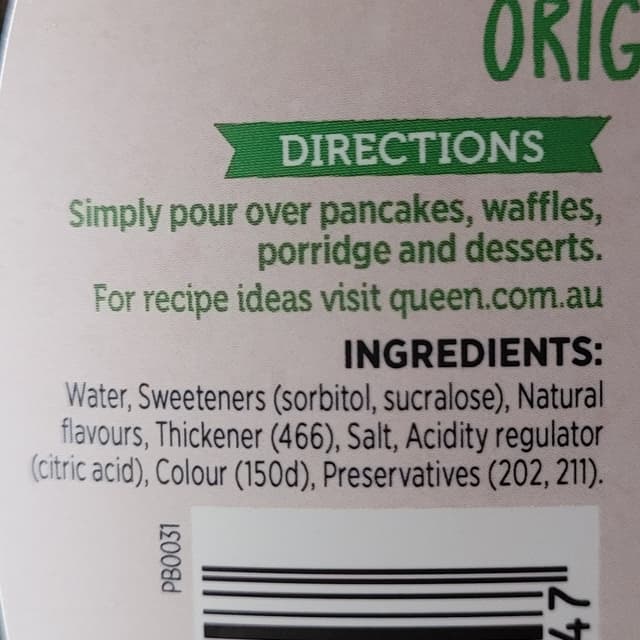 ORIG
DIRECTIONS
Simply pour over pancakes, waffles,
porridge and desserts.
For recipe ideas visit queen.com.au
INGREDIENTS:
Water, Sweeteners (sorbitol, sucralose), Natural
flavours, Thickener (466), Salt, Acidity regulator
(citric acid), Colour (150d), Preservatives (202, 211).
PB0031
47